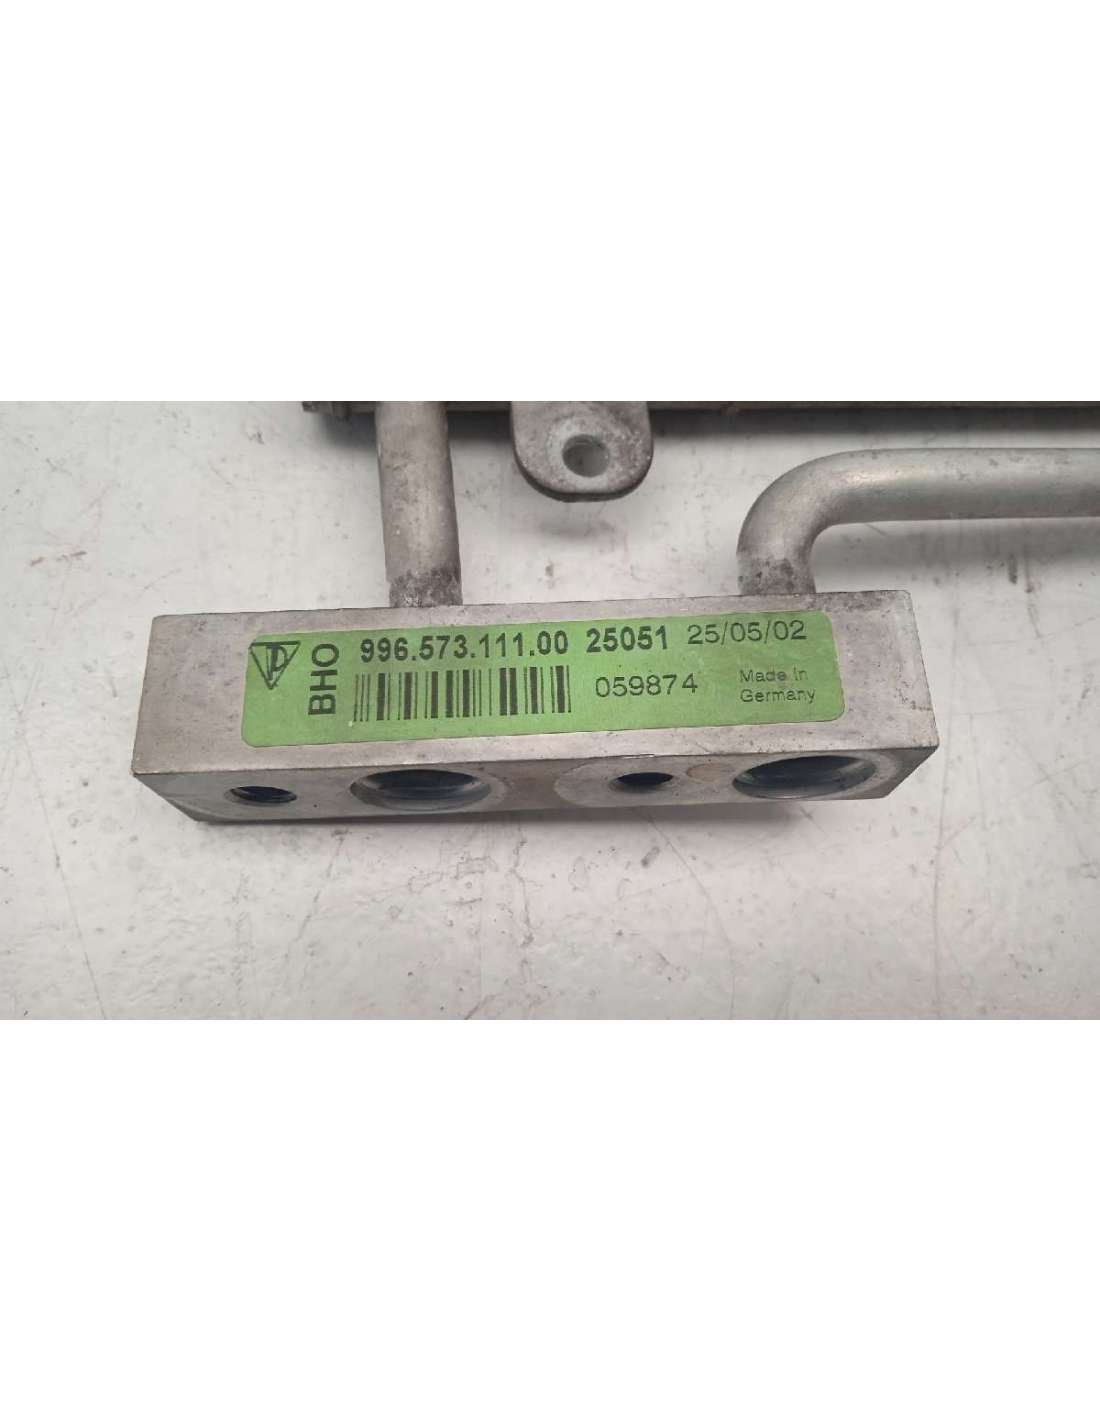 BHO
996.573.111.00 25051 25/05/02
059874
Made In
Germany